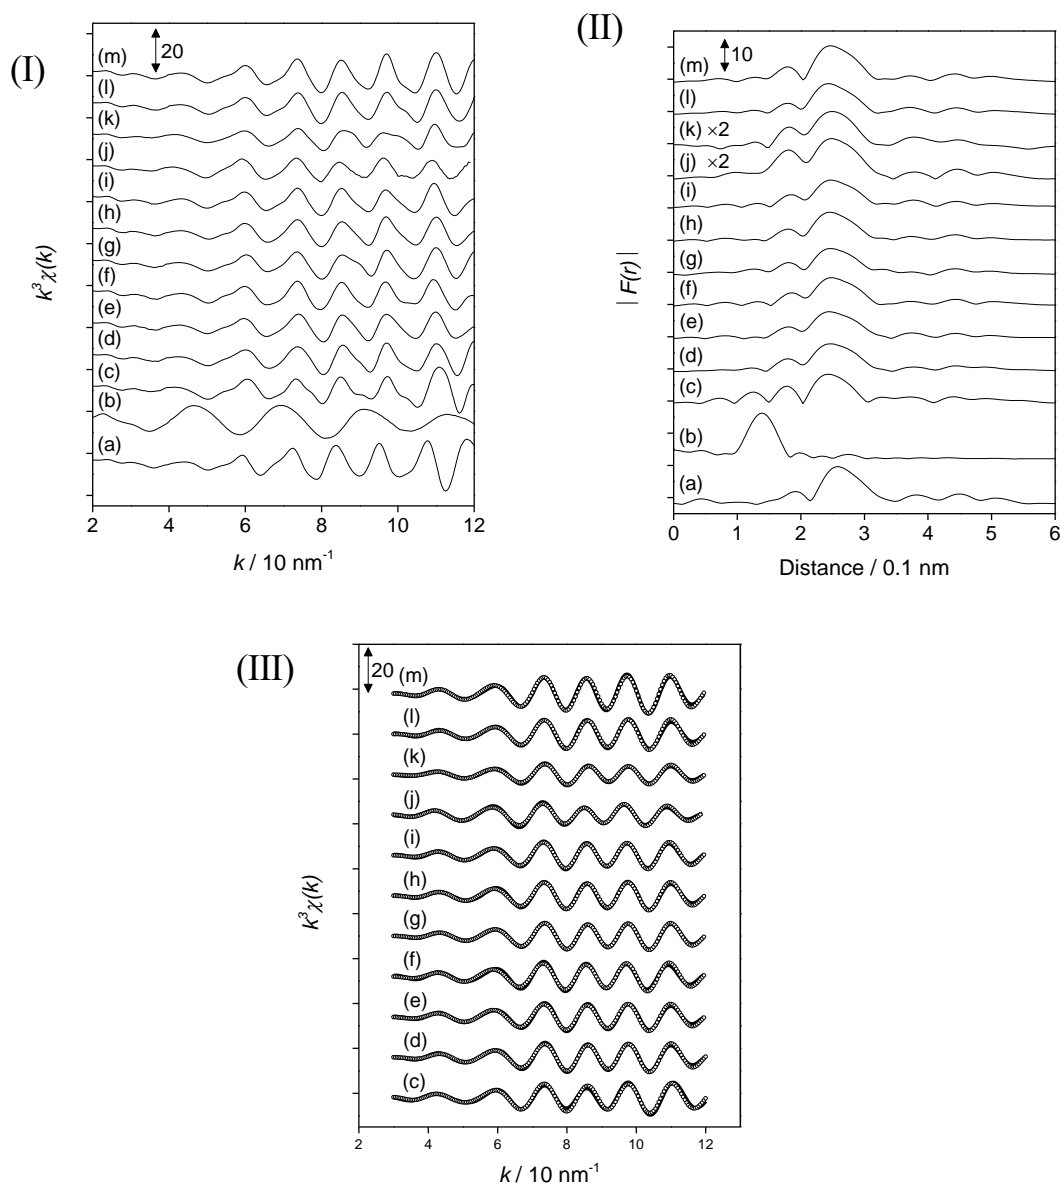 (I)
20
(m)
(l)
(k)
(j)
(i)
(h)
(g)
(f)
(e)
(d)
(c)
(b)
(a)
k³χ(k)
2 4 6 8 10 12
k / 10 nm⁻¹
(II)
10
(m)
(l)
(k) ×2
(j) ×2
(i)
(h)
(g)
(f)
(e)
(d)
(c)
(b)
(a)
| F(r) |
0 1 2 3 4 5 6
Distance / 0.1 nm
(III)
20
(m)
(l)
(k)
(j)
(i)
(h)
(g)
(f)
(e)
(d)
(c)
k³χ(k)
2 4 6 8 10 12
k / 10 nm⁻¹